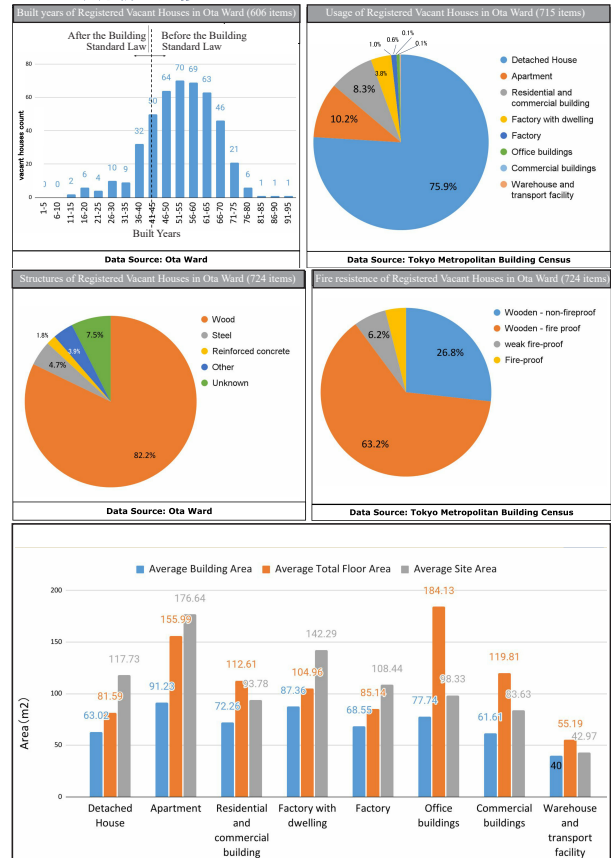 Built years of Registered Vacant Houses in Ota Ward (606 items)
After the Building
Standard Law
Before the Building
Standard Law
vacant houses count
80
60
40
20
0
0
2
6
4
10
9
32
64
70
69
63
46
21
6
1
1
1
1-5
6-10
11-15
16-20
21-25
26-30
31-35
36-40
41-45
46-50
51-55
56-60
61-65
66-70
71-75
76-80
81-85
86-90
91-95
Built Years
Data Source: Ota Ward
Usage of Registered Vacant Houses in Ota Ward (715 items)
0.1%
0.6%
1.0%
0.1%
3.8%
8.3%
10.2%
75.9%
Detached House
Apartment
Residential and
commercial building
Factory with dwelling
Factory
Office buildings
Commercial buildings
Warehouse and
transport facility
Data Source: Tokyo Metropolitan Building Census
Structures of Registered Vacant Houses in Ota Ward (724 items)
7.5%
1.8%
3.9%
4.7%
82.2%
Wood
Steel
Reinforced concrete
Other
Unknown
Data Source: Ota Ward
Fire resistence of Registered Vacant Houses in Ota Ward (724 items)
6.2%
26.8%
63.2%
Wooden - non-fireproof
Wooden - fire proof
weak fire-proof
Fire-proof
Data Source: Tokyo Metropolitan Building Census
Average Building Area
Average Total Floor Area
Average Site Area
Area (m2)
200
150
100
50
0
63.02
81.59
117.73
91.23
155.99
176.64
72.26
112.61
93.78
87.36
104.96
142.29
68.55
85.14
108.44
77.74
184.13
98.33
61.61
119.81
83.63
40
55.19
42.97
Detached
House
Apartment
Residential
and
commercial
building
Factory with
dwelling
Factory
Office
buildings
Commercial
buildings
Warehouse
and
transport
facility